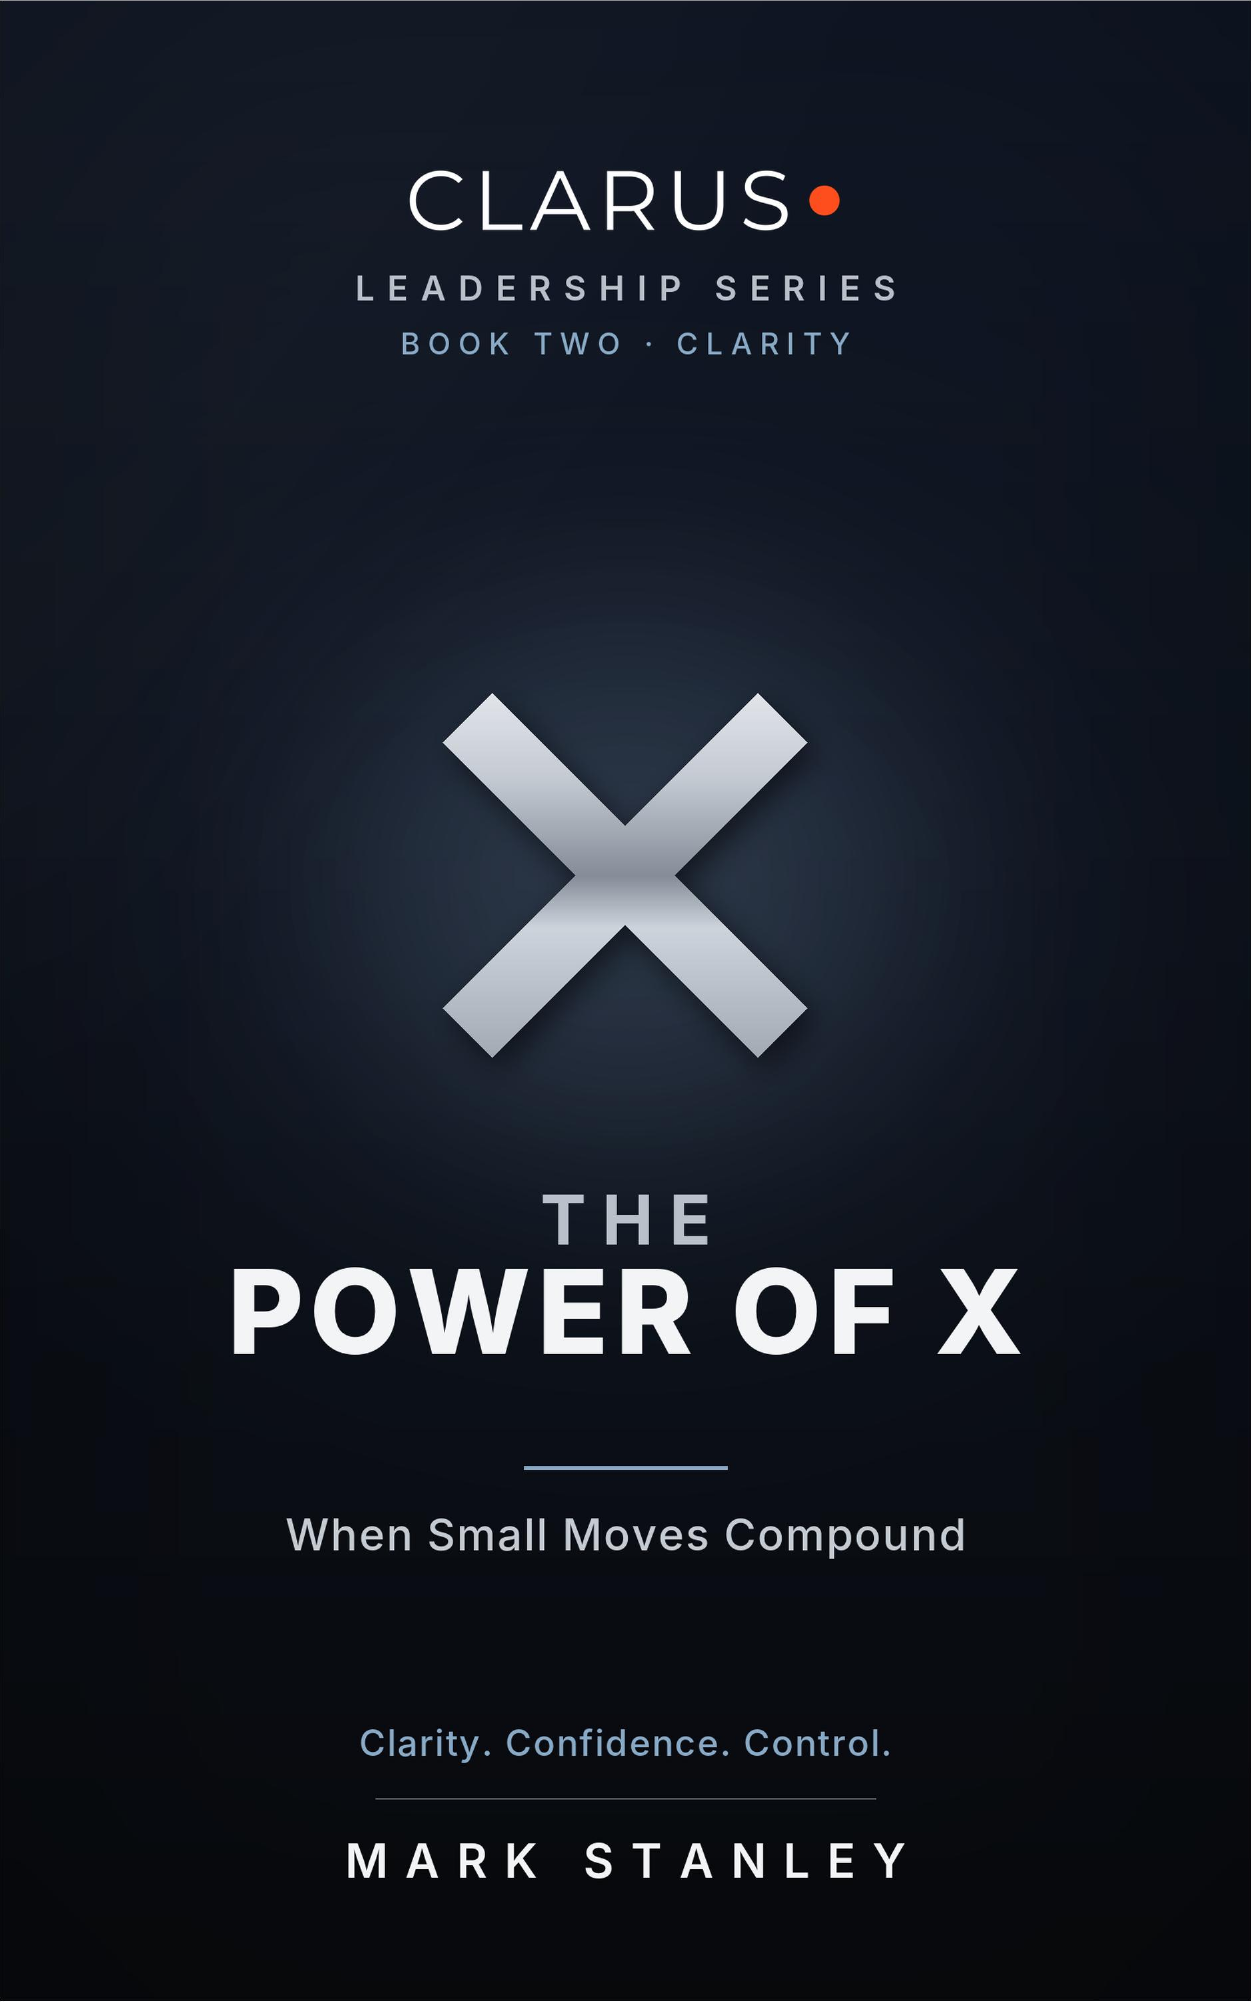 CLARUS
LEADERSHIP SERIES
BOOK TWO · CLARITY
THE
POWER OF X
When Small Moves Compound
Clarity. Confidence. Control.
MARK STANLEY